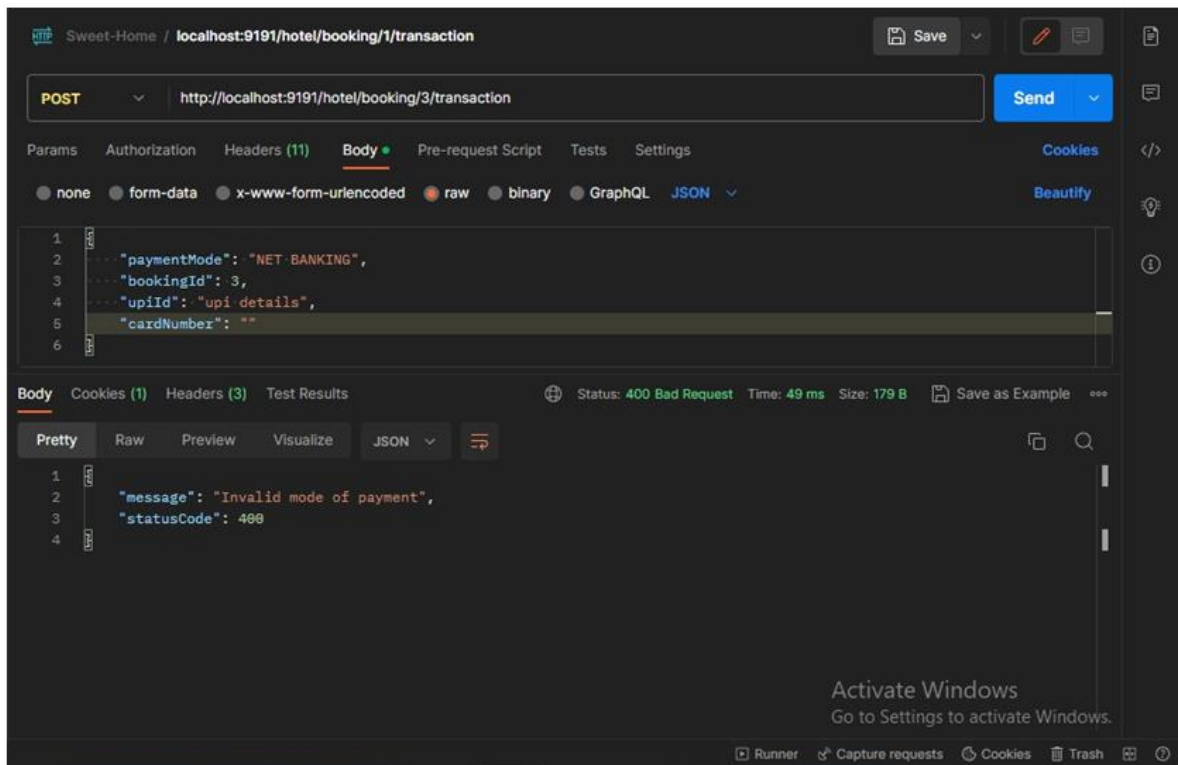 HTTP Sweet-Home / localhost:9191/hotel/booking/1/transaction Save
POST http://localhost:9191/hotel/booking/3/transaction Send
Params Authorization Headers (11) Body Pre-request Script Tests Settings Cookies
none form-data x-www-form-urlencoded raw binary GraphQL JSON Beautify
1 {
2 "paymentMode": "NET BANKING",
3 "bookingId": 3,
4 "upiId": "upi details",
5 "cardNumber": ""
6 }
Body Cookies (1) Headers (3) Test Results Status: 400 Bad Request Time: 49 ms Size: 179 B Save as Example
Pretty Raw Preview Visualize JSON
1 {
2 "message": "Invalid mode of payment",
3 "statusCode": 400
4 }
Activate Windows
Go to Settings to activate Windows.
Runner Capture requests Cookies Trash